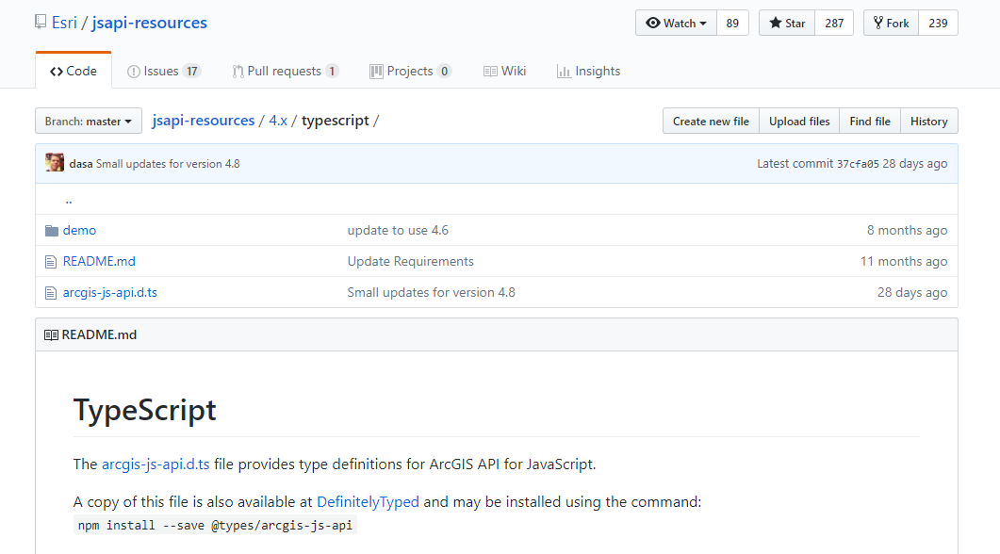 Esri / jsapi-resources
Watch 89 Star 287 Fork 239
Code Issues 17 Pull requests 1 Projects 0 Wiki Insights
Branch: master jsapi-resources / 4.x / typescript / Create new file Upload files Find file History
dasa Small updates for version 4.8 Latest commit 37cfa05 28 days ago
..
demo update to use 4.6 8 months ago
README.md Update Requirements 11 months ago
arcgis-js-api.d.ts Small updates for version 4.8 28 days ago
README.md
TypeScript
The arcgis-js-api.d.ts file provides type definitions for ArcGIS API for JavaScript.
A copy of this file is also available at DefinitelyTyped and may be installed using the command:
npm install --save @types/arcgis-js-api